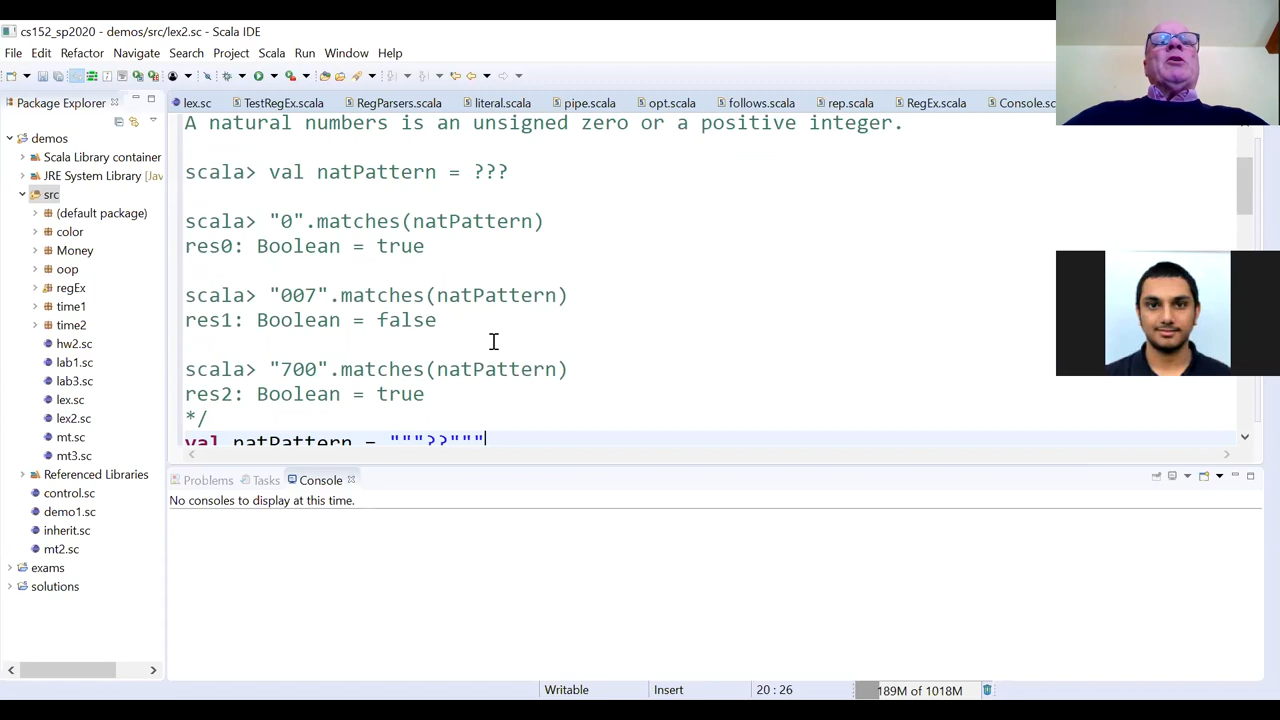 cs152_sp2020 - demos/src/lex2.sc - Scala IDE
File Edit Refactor Navigate Search Project Scala Run Window Help
Package Explorer
lex.sc TestRegEx.scala RegParsers.scala literal.scala pipe.scala opt.scala follows.scala rep.scala RegEx.scala Console.sc
demos
Scala Library container
JRE System Library [Jav
src
(default package)
color
Money
oop
regEx
time1
time2
hw2.sc
lab1.sc
lab3.sc
lex.sc
lex2.sc
mt.sc
mt3.sc
Referenced Libraries
control.sc
demo1.sc
inherit.sc
mt2.sc
exams
solutions
A natural numbers is an unsigned zero or a positive integer.
scala> val natPattern = ???
scala> "0".matches(natPattern)
res0: Boolean = true
scala> "007".matches(natPattern)
res1: Boolean = false
scala> "700".matches(natPattern)
res2: Boolean = true
*/
val natPattern = """??"""
Problems Tasks Console
No consoles to display at this time.
Writable Insert 20 : 26 189M of 1018M